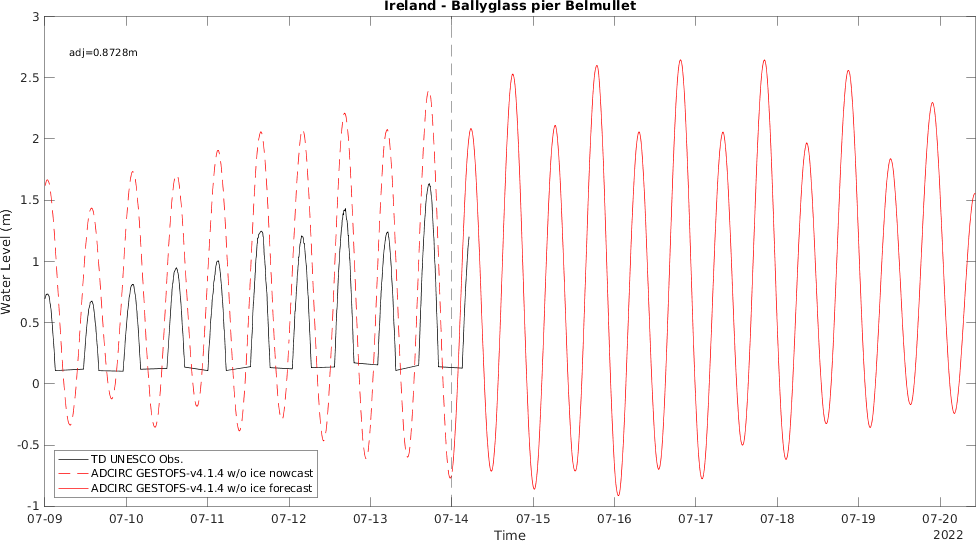 Ireland - Ballyglass pier Belmullet
adj=0.8728m
3
2.5
2
1.5
1
0.5
0
-0.5
-1
Water Level (m)
TD UNESCO Obs.
ADCIRC GESTOFS-v4.1.4 w/o ice nowcast
ADCIRC GESTOFS-v4.1.4 w/o ice forecast
07-09 07-10 07-11 07-12 07-13 07-14 07-15 07-16 07-17 07-18 07-19 07-20
2022
Time